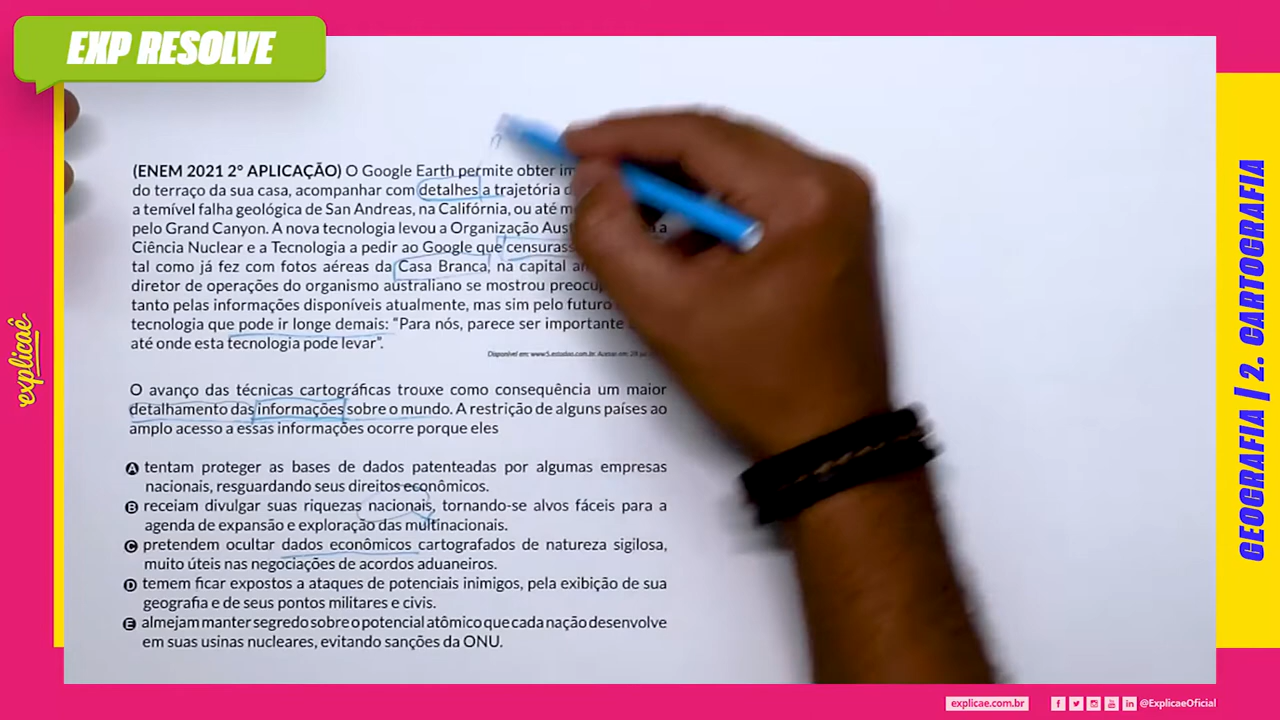 EXP RESOLVE
(ENEM 2021 2° APLICAÇÃO) O Google Earth permite obter
do terraço da sua casa, acompanhar com detalhes a trajetória
a temível falha geológica de San Andreas, na Califórnia, ou até
pelo Grand Canyon. A nova tecnologia levou a Organização a
Ciência Nuclear e a Tecnologia a pedir ao Google que
tal como já fez com fotos aéreas da Casa Branca, na capital
diretor de operações do organismo australiano se mostrou
tanto pelas informações disponíveis atualmente, mas sim pelo futuro
tecnologia que pode ir longe demais: “Para nós, parece ser importante
até onde esta tecnologia pode levar”.
Disponível em: www5.estadao.com.br. Acesso em:
O avanço das técnicas cartográficas trouxe como consequência um maior
detalhamento das informações sobre o mundo. A restrição de alguns países ao
amplo acesso a essas informações ocorre porque eles
A tentam proteger as bases de dados patenteadas por algumas empresas
nacionais, resguardando seus direitos econômicos.
B receiam divulgar suas riquezas nacionais, tornando-se alvos fáceis para a
agenda de expansão e exploração das multinacionais.
C pretendem ocultar dados econômicos cartografados de natureza sigilosa,
muito úteis nas negociações de acordos aduaneiros.
D temem ficar expostos a ataques de potenciais inimigos, pela exibição de sua
geografia e de seus pontos militares e civis.
E almejam manter segredo sobre o potencial atômico que cada nação desenvolve
em suas usinas nucleares, evitando sanções da ONU.
explicaê
GEOGRAFIA | 2. CARTOGRAFIA
explicae.com.br
@ExplicaeOficial